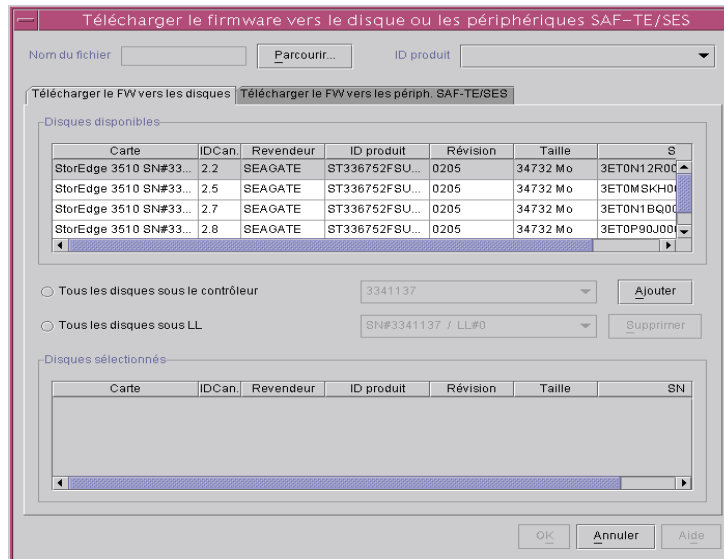 Télécharger le firmware vers le disque ou les périphériques SAF-TE/SES
Nom du fichier Parcourir... ID produit
Télécharger le FW vers les disques Télécharger le FW vers les périph. SAF-TE/SES
Disques disponibles
Carte IDCan. Revendeur ID produit Révision Taille S
StorEdge 3510 SN#33... 2.2 SEAGATE ST336752FSU... 0205 34732 Mo 3ET0N12R00
StorEdge 3510 SN#33... 2.5 SEAGATE ST336752FSU... 0205 34732 Mo 3ET0MSKH0
StorEdge 3510 SN#33... 2.7 SEAGATE ST336752FSU... 0205 34732 Mo 3ET0N1BQ00
StorEdge 3510 SN#33... 2.8 SEAGATE ST336752FSU... 0205 34732 Mo 3ET0P90J00
Tous les disques sous le contrôleur 3341137 Ajouter
Tous les disques sous LL SN#3341137 / LL#0 Supprimer
Disques sélectionnés
Carte IDCan. Revendeur ID produit Révision Taille SN
OK Annuler Aide